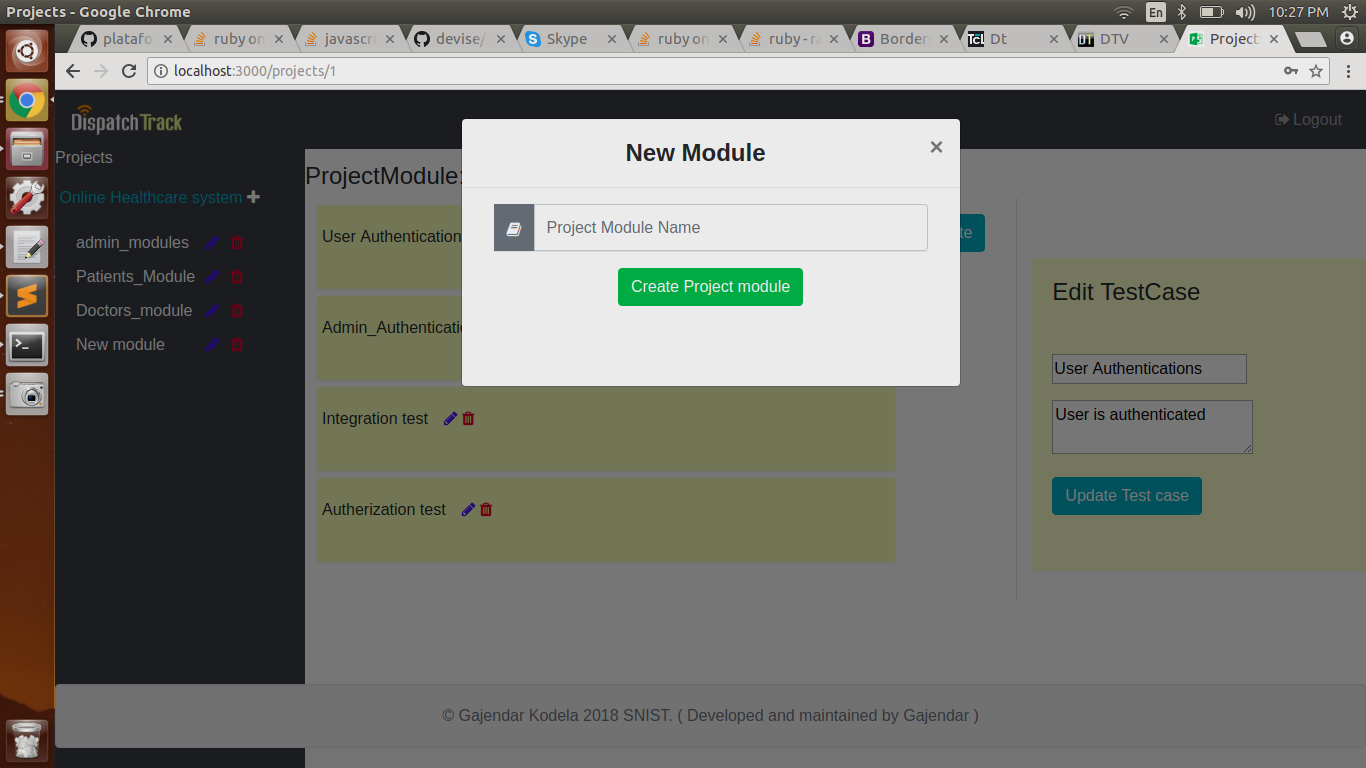 Projects - Google Chrome
En
10:27 PM
platafo
ruby on
javascri
devise/
Skype
ruby on
ruby - ra
Border
Dt
DTV
Project
localhost:3000/projects/1
DispatchTrack
Logout
Projects
Online Healthcare system
admin_modules
Patients_Module
Doctors_module
New module
ProjectModule:
User Authentication
Admin_Authenticatio
Integration test
Autherization test
New Module
×
Project Module Name
Create Project module
te
Edit TestCase
User Authentications
User is authenticated
Update Test case
© Gajendar Kodela 2018 SNIST. ( Developed and maintained by Gajendar )